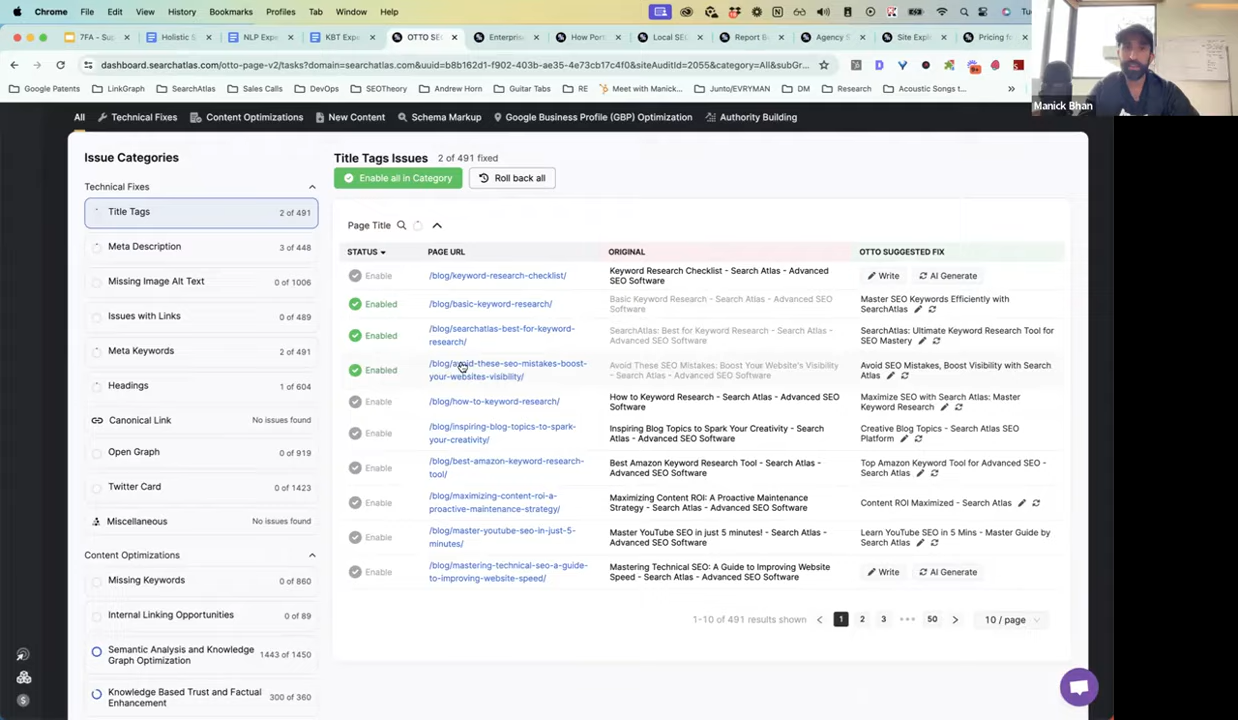 Chrome File Edit View History Bookmarks Profiles Tab Window Help
7FA - Su Holistic S NLP Expe KBT Expe OTTO SEO Enterpris How Port Local SEO Report B Agency S Site Expl Pricing for
dashboard.searchatlas.com/otto-page-v2/tasks?domain=searchatlas.com&uuid=b8b162d1-f902-403b-ae35-4e73cb17c4f0&siteAuditId=2055&category=All&subGr...
Google Patents LinkGraph SearchAtlas Sales Calls DevOps SEOTheory Andrew Horn Guitar Tabs RE Meet with Manick... Junto/EVRYMAN DM Research Acoustic Songs t...
Manick Bhan
All Technical Fixes Content Optimizations New Content Schema Markup Google Business Profile (GBP) Optimization Authority Building
Issue Categories
Technical Fixes
Title Tags 2 of 491
Meta Description 3 of 448
Missing Image Alt Text 0 of 1006
Issues with Links 0 of 489
Meta Keywords 2 of 491
Headings 1 of 604
Canonical Link No issues found
Open Graph 0 of 919
Twitter Card 0 of 1423
Miscellaneous No issues found
Content Optimizations
Missing Keywords 0 of 860
Internal Linking Opportunities 0 of 89
Semantic Analysis and Knowledge
Graph Optimization 1443 of 1450
Knowledge Based Trust and Factual
Enhancement 300 of 360
Title Tags Issues 2 of 491 fixed
Enable all in Category Roll back all
Page Title
STATUS PAGE URL ORIGINAL OTTO SUGGESTED FIX
Enable /blog/keyword-research-checklist/ Keyword Research Checklist - Search Atlas - Advanced Write AI Generate
SEO Software
Enabled /blog/basic-keyword-research/ Basic Keyword Research - Search Atlas - Advanced SEO Master SEO Keywords Efficiently with
Software SearchAtlas
Enabled /blog/searchatlas-best-for-keyword- SearchAtlas: Best for Keyword Research - Search Atlas - SearchAtlas: Ultimate Keyword Research Tool for
research/ Advanced SEO Software SEO Mastery
Enabled /blog/avoid-these-seo-mistakes-boost- Avoid These SEO Mistakes: Boost Your Website's Visibility Avoid SEO Mistakes, Boost Visibility with Search
your-websites-visibility/ - Search Atlas - Advanced SEO Software Atlas
Enable /blog/how-to-keyword-research/ How to Keyword Research - Search Atlas - Advanced SEO Maximize SEO with Search Atlas: Master
Software Keyword Research
Enable /blog/inspiring-blog-topics-to-spark- Inspiring Blog Topics to Spark Your Creativity - Search Creative Blog Topics - Search Atlas SEO
your-creativity/ Atlas - Advanced SEO Software Platform
Enable /blog/best-amazon-keyword-research- Best Amazon Keyword Research Tool - Search Atlas - Top Amazon Keyword Tool for Advanced SEO -
tool/ Advanced SEO Software Search Atlas
Enable /blog/maximizing-content-roi-a- Maximizing Content ROI: A Proactive Maintenance Content ROI Maximized - Search Atlas
proactive-maintenance-strategy/ Strategy - Search Atlas - Advanced SEO Software
Enable /blog/master-youtube-seo-in-just-5- Master YouTube SEO in just 5 minutes! - Search Atlas - Learn YouTube SEO in 5 Mins - Master Guide by
minutes/ Advanced SEO Software Search Atlas
Enable /blog/mastering-technical-seo-a-guide- Mastering Technical SEO: A Guide to Improving Website Write AI Generate
to-improving-website-speed/ Speed - Search Atlas - Advanced SEO Software
1-10 of 491 results shown 1 2 3 ••• 50 10 / page